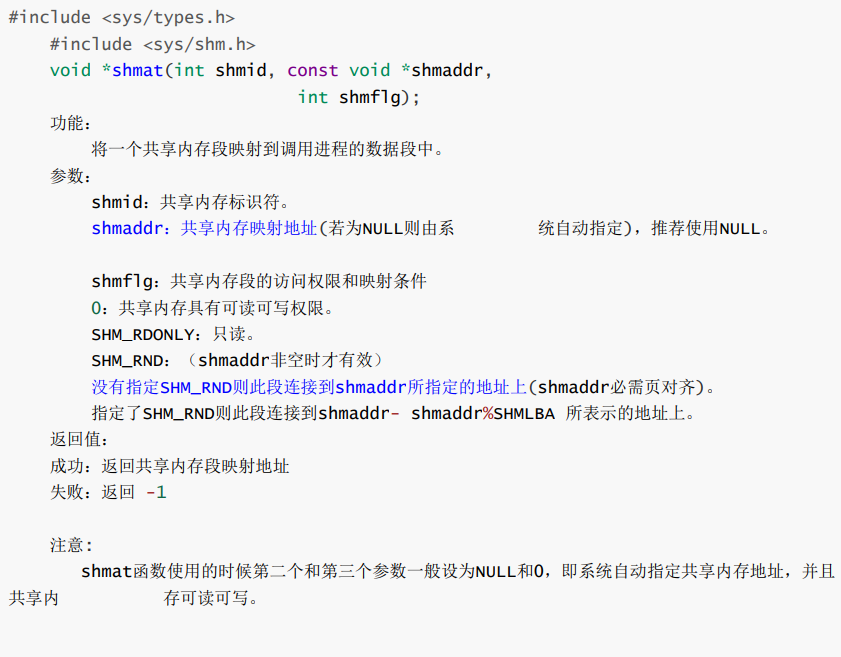 #include <sys/types.h>
#include <sys/shm.h>
void *shmat(int shmid, const void *shmaddr,
int shmflg);
功能：
将一个共享内存段映射到调用进程的数据段中。
参数：
shmid：共享内存标识符。
shmaddr：共享内存映射地址(若为NULL则由系 统自动指定)，推荐使用NULL。
shmflg：共享内存段的访问权限和映射条件
0：共享内存具有可读可写权限。
SHM_RDONLY：只读。
SHM_RND：（shmaddr非空时才有效）
没有指定SHM_RND则此段连接到shmaddr所指定的地址上(shmaddr必需页对齐)。
指定了SHM_RND则此段连接到shmaddr- shmaddr%SHMLBA 所表示的地址上。
返回值：
成功：返回共享内存段映射地址
失败：返回 -1
注意:
shmat函数使用的时候第二个和第三个参数一般设为NULL和0，即系统自动指定共享内存地址，并且
共享内 存可读可写。